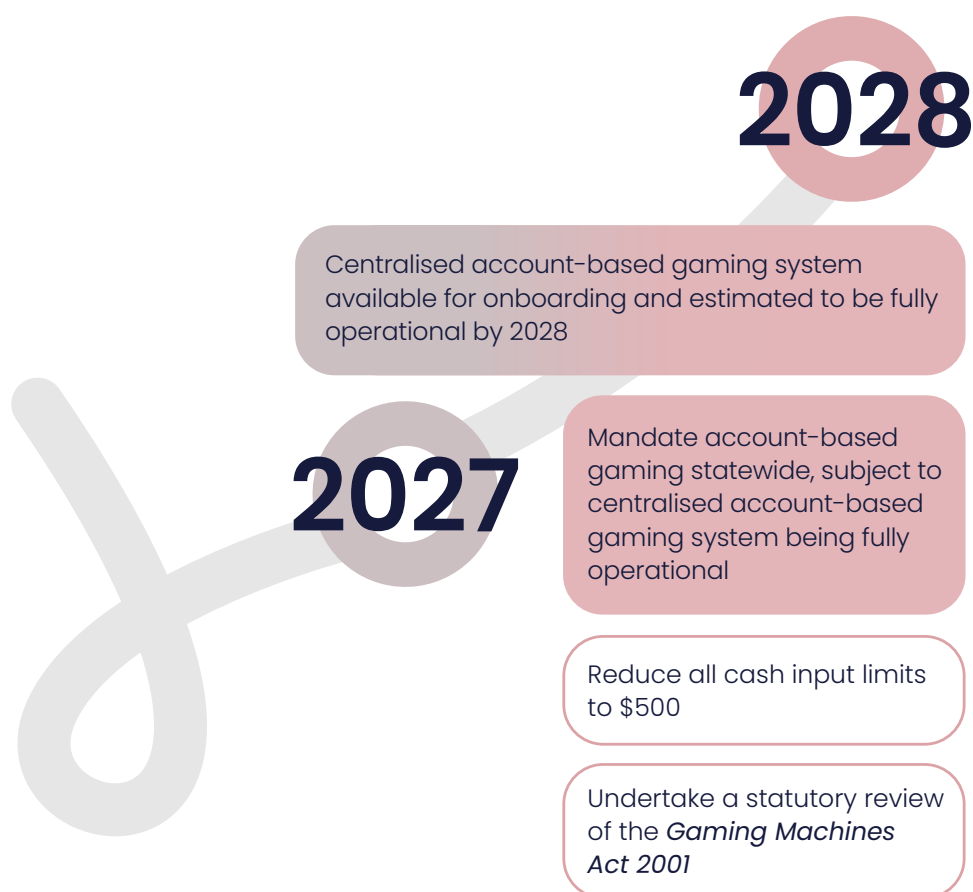 2028
Centralised account-based gaming system
available for onboarding and estimated to be fully
operational by 2028
2027
Mandate account-based
gaming statewide, subject to
centralised account-based
gaming system being fully
operational
Reduce all cash input limits
to $500
Undertake a statutory review
of the Gaming Machines
Act 2001